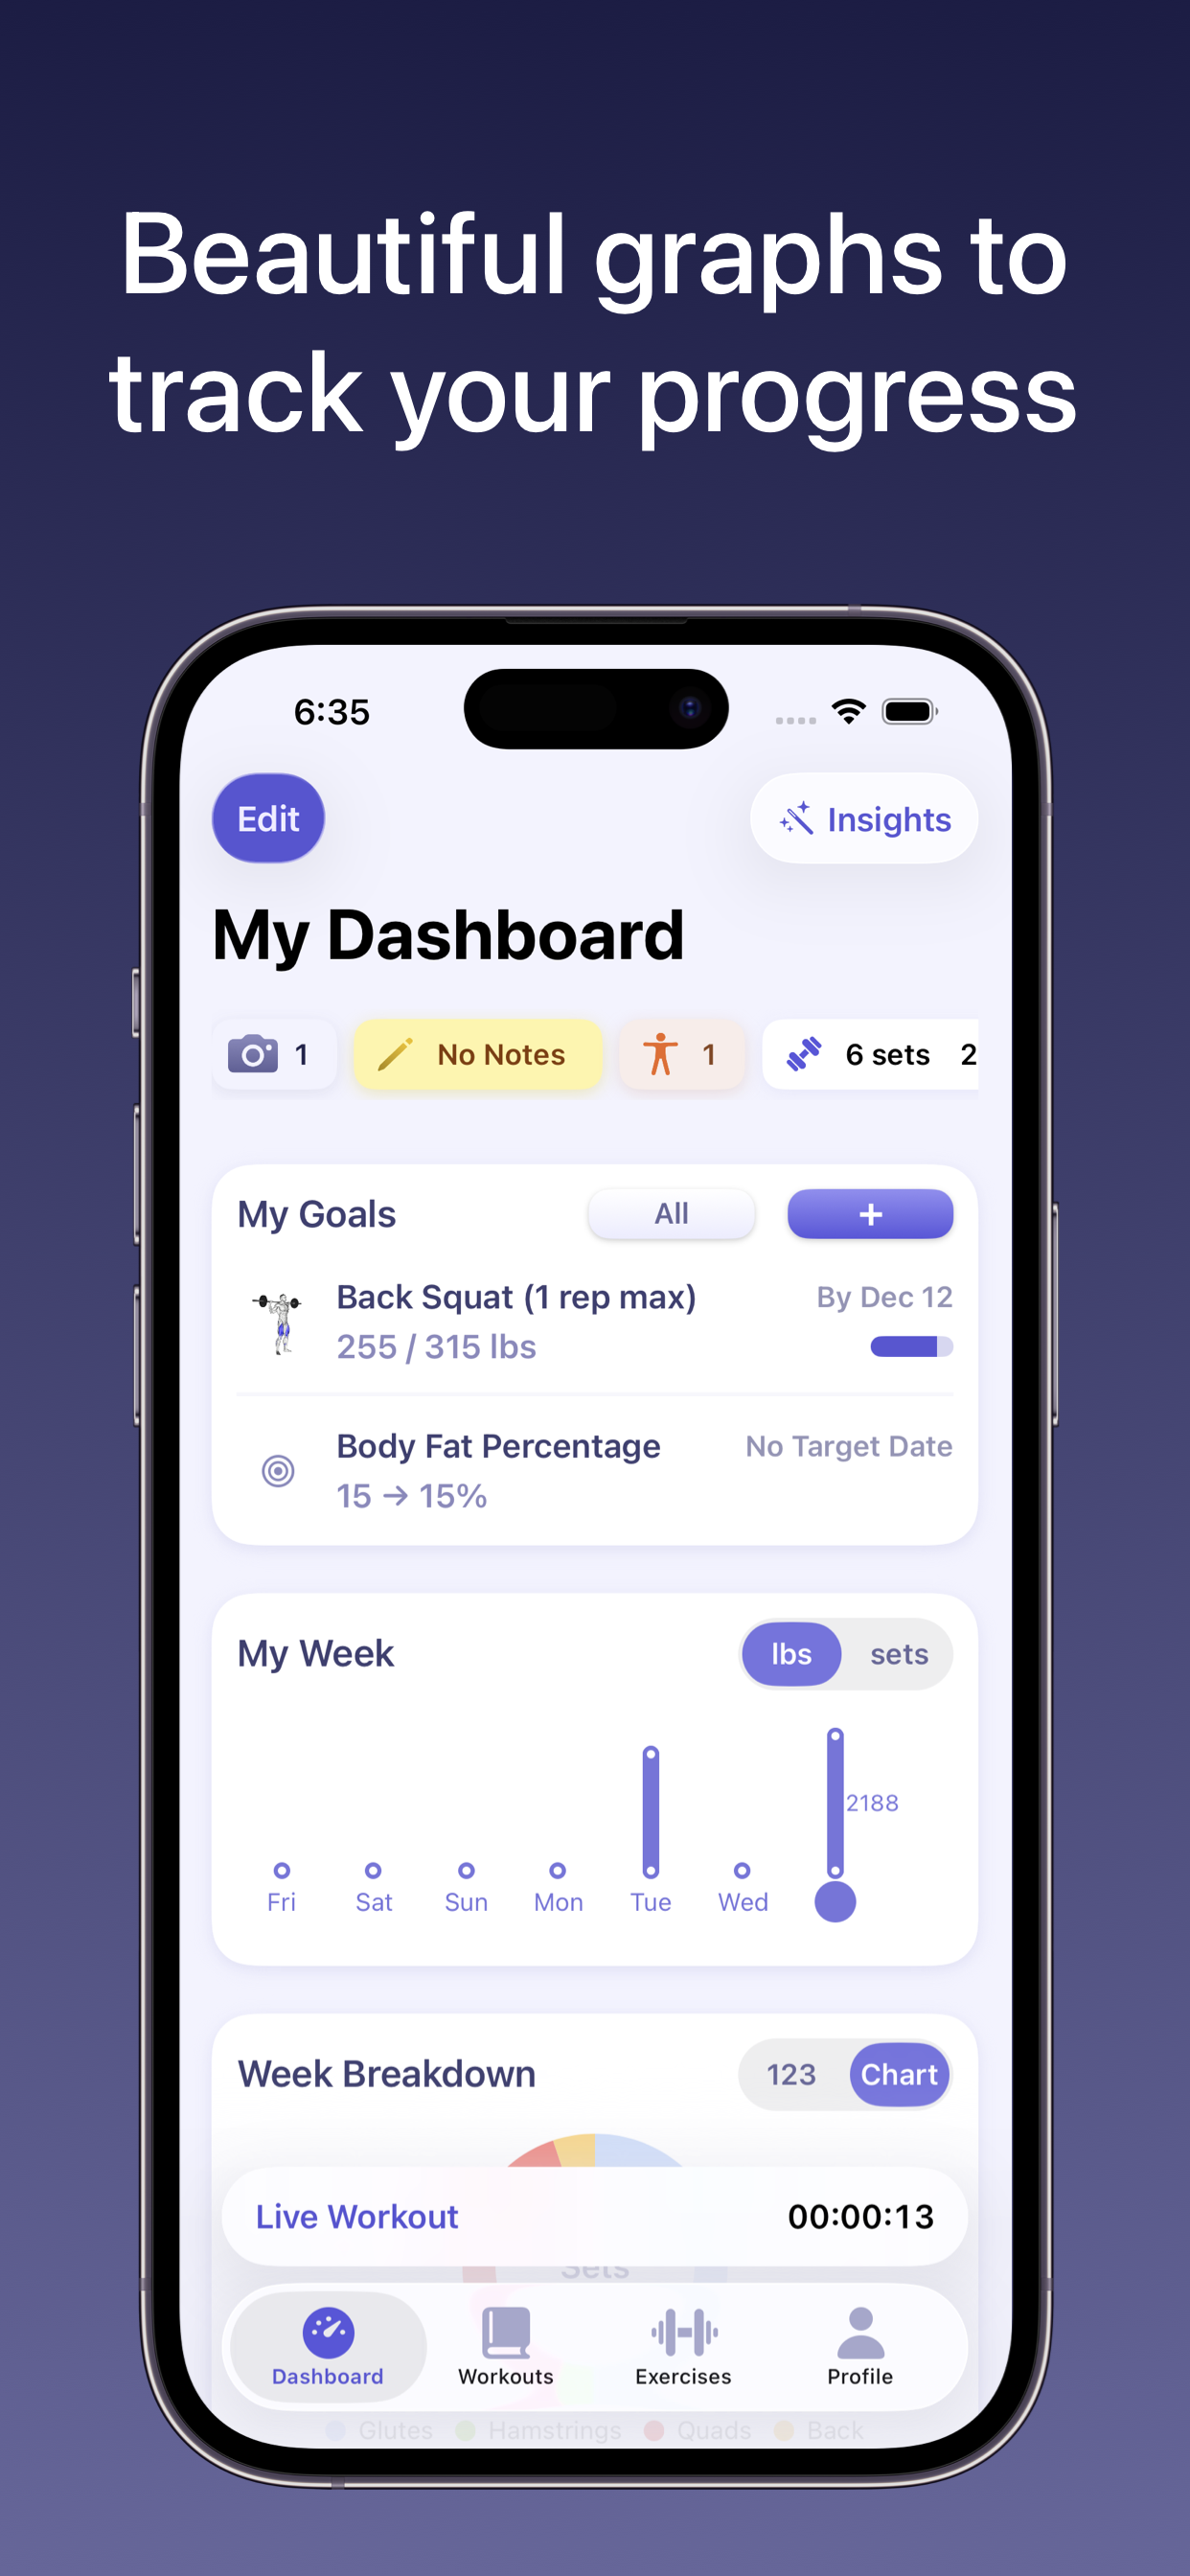 Beautiful graphs to
track your progress
6:35
Edit
Insights
My Dashboard
1
No Notes
1
6 sets 2
My Goals
All
+
Back Squat (1 rep max)
By Dec 12
255 / 315 lbs
Body Fat Percentage
No Target Date
15 → 15%
My Week
lbs
sets
2188
Fri
Sat
Sun
Mon
Tue
Wed
Week Breakdown
123
Chart
Live Workout
00:00:13
Sets
Dashboard
Workouts
Exercises
Profile
Glutes
Hamstrings
Quads
Back